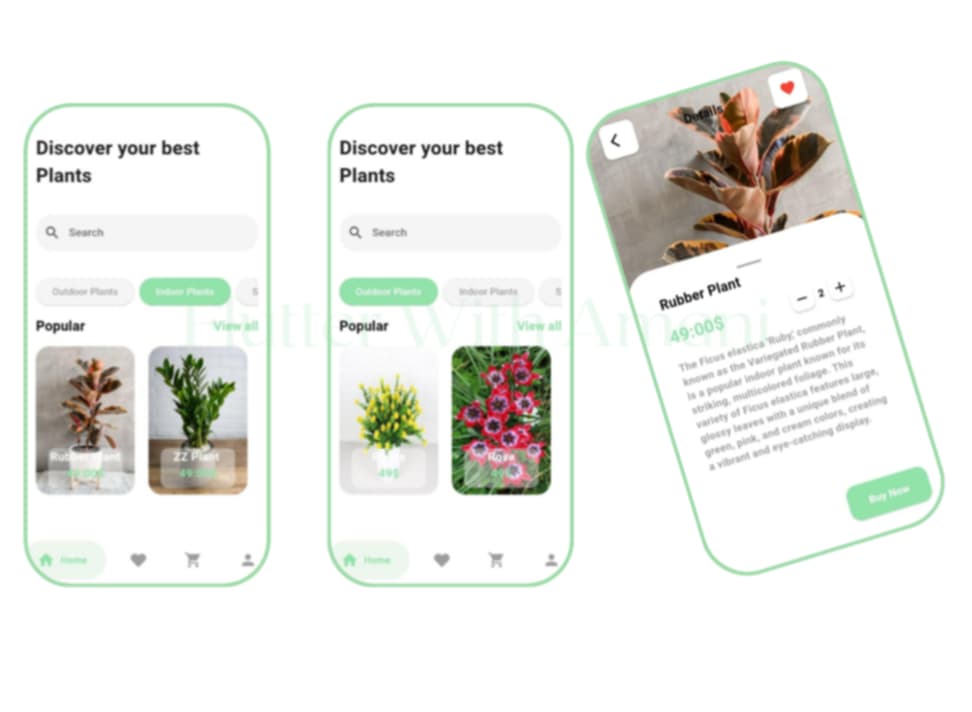 Discover your best
Plants
Search
Outdoor Plants
Indoor Plants
S
Popular
View all
Rubber Plant
49:00$
ZZ Plant
49:00$
Home
Discover your best
Plants
Search
Outdoor Plants
Indoor Plants
S
Popular
View all
49$
Rova
Home
Details
Rubber Plant
2
49:00$
The Ficus elastica 'Ruby,' commonly
known as the Variegated Rubber Plant,
is a popular indoor plant known for its
striking, multicolored foliage. This
variety of Ficus elastica features large,
glossy leaves with a unique blend of
green, pink, and cream colors, creating
a vibrant and eye-catching display.
Buy Now
Flutter With Amani